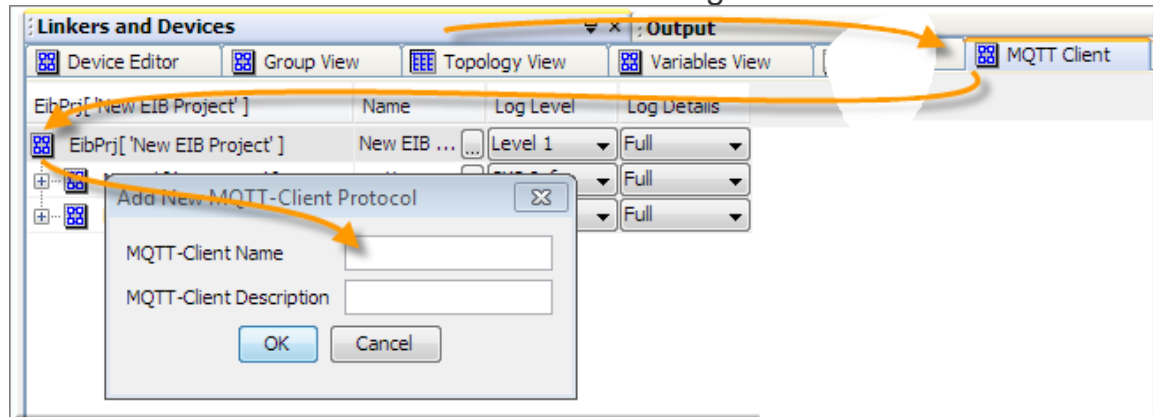 Linkers and Devices
Output
Device Editor Group View Topology View Variables View MQTT Client
EibPrj[ 'New EIB Project' ] Name Log Level Log Details
EibPrj[ 'New EIB Project' ] New EIB ... ... Level 1 Full
Full
Add New MQTT-Client Protocol
Full
MQTT-Client Name
MQTT-Client Description
OK Cancel